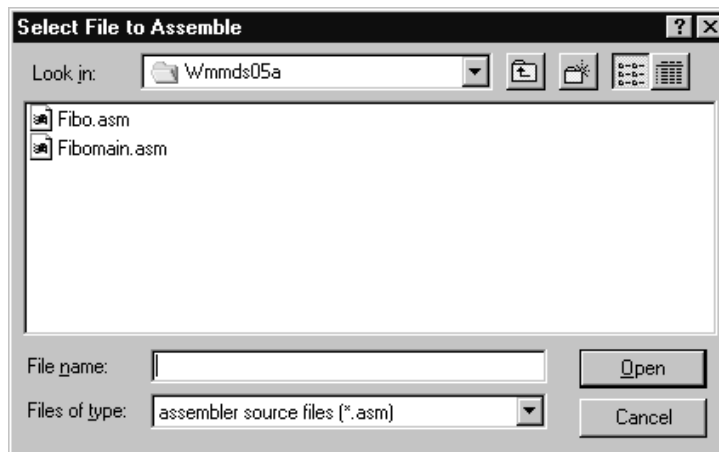 Select File to Assemble
Look in: Wmmds05a
Fibo.asm
Fibomain.asm
File name: Open
Files of type: assembler source files (*.asm) Cancel